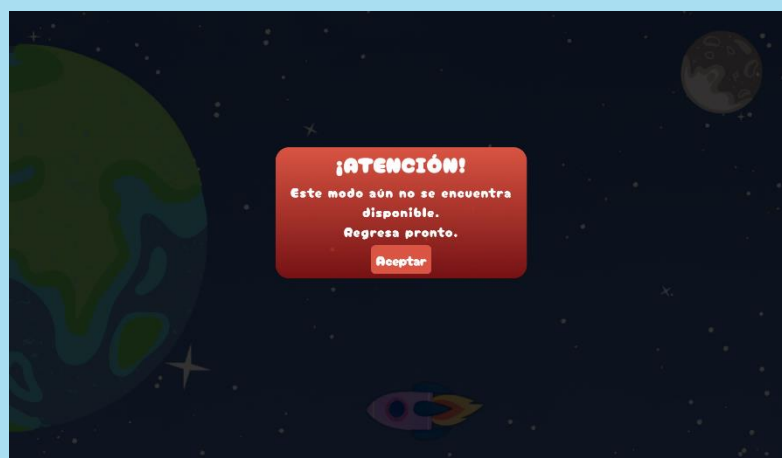 ¡ATENCIÓN!
Este modo aún no se encuentra
disponible.
Regresa pronto.
Aceptar